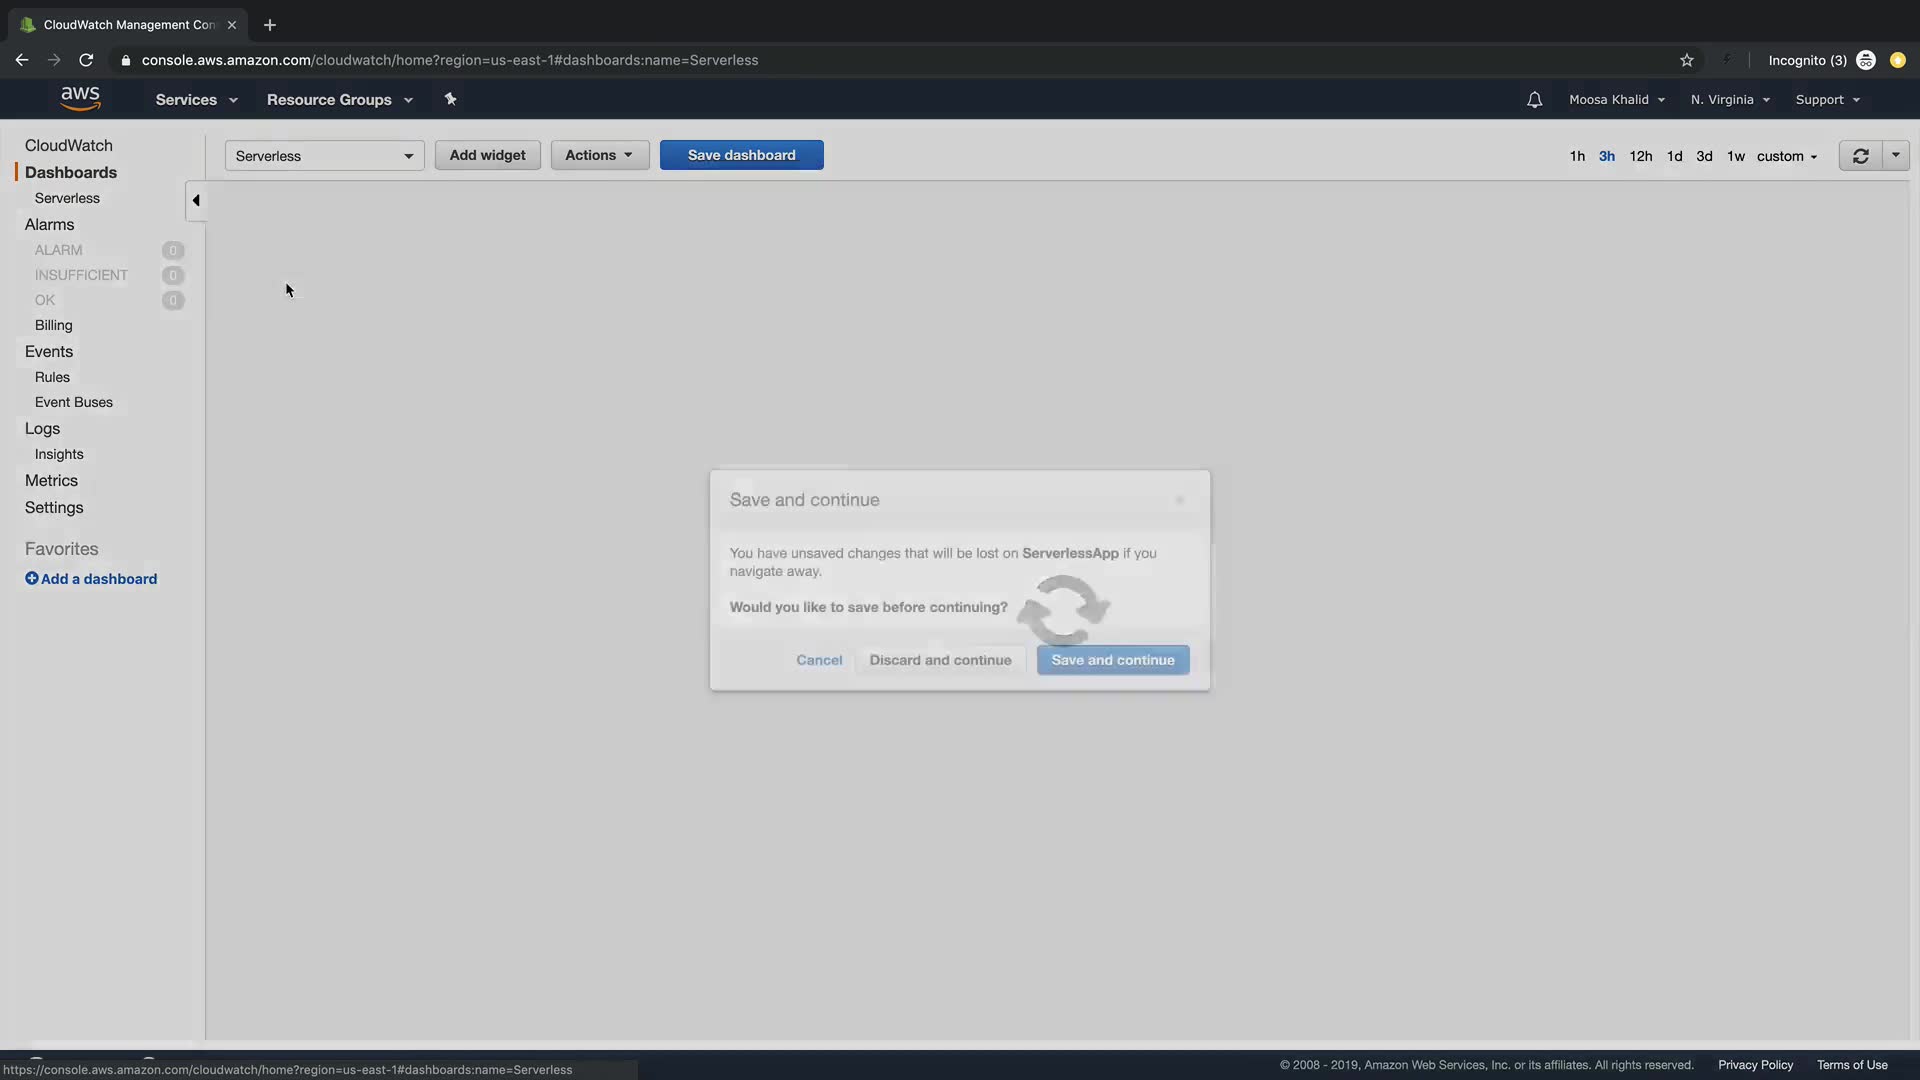 CloudWatch Management Con
console.aws.amazon.com/cloudwatch/home?region=us-east-1#dashboards:name=Serverless
Incognito (3)
aws
Services
Resource Groups
Moosa Khalid
N. Virginia
Support
CloudWatch
Dashboards
Serverless
Alarms
ALARM 0
INSUFFICIENT 0
OK 0
Billing
Events
Rules
Event Buses
Logs
Insights
Metrics
Settings
Favorites
Add a dashboard
Serverless
Add widget
Actions
Save dashboard
1h 3h 12h 1d 3d 1w custom
Save and continue
You have unsaved changes that will be lost on ServerlessApp if you
navigate away.
Would you like to save before continuing?
Cancel
Discard and continue
Save and continue
https://console.aws.amazon.com/cloudwatch/home?region=us-east-1#dashboards:name=Serverless
© 2008 - 2019, Amazon Web Services, Inc. or its affiliates. All rights reserved.
Privacy Policy
Terms of Use